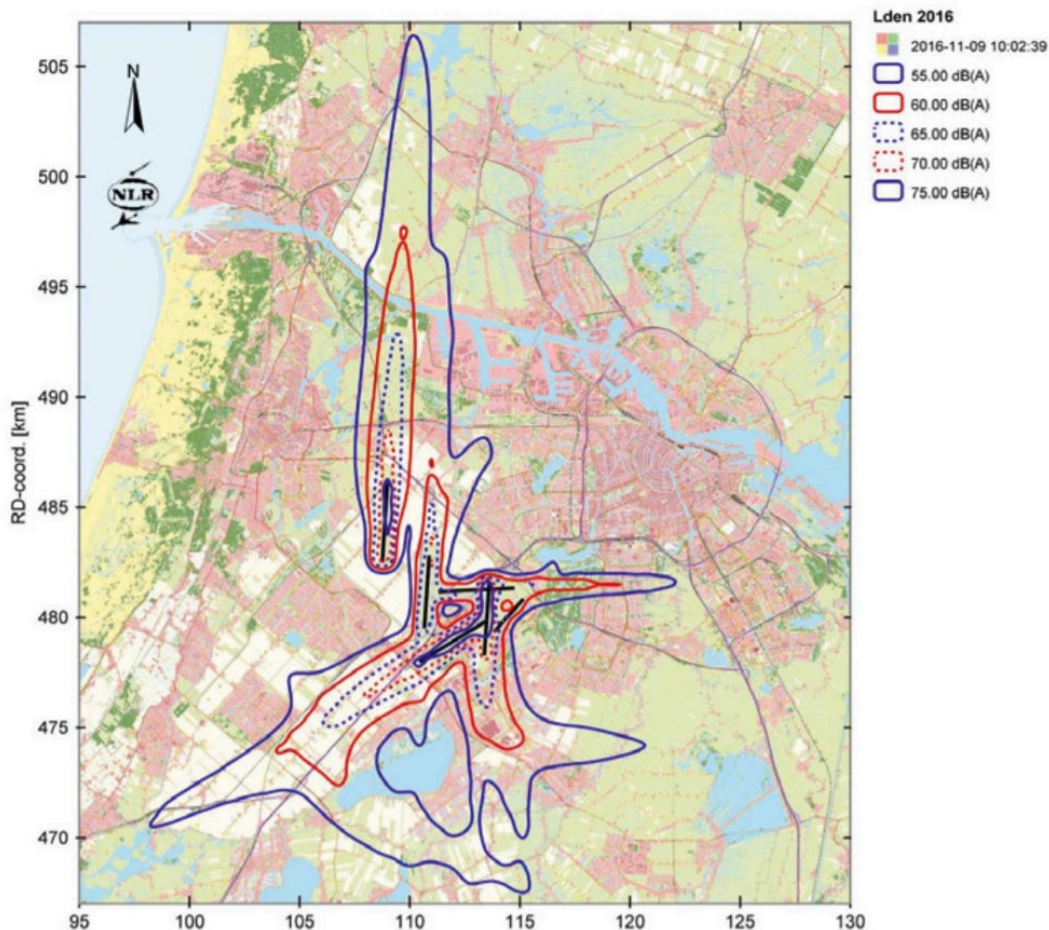 Lden 2016
2016-11-09 10:02:39
55.00 dB(A)
60.00 dB(A)
65.00 dB(A)
70.00 dB(A)
75.00 dB(A)
N
NLR
RD-coord. [km]
505
500
495
490
485
480
475
470
95 100 105 110 115 120 125 130